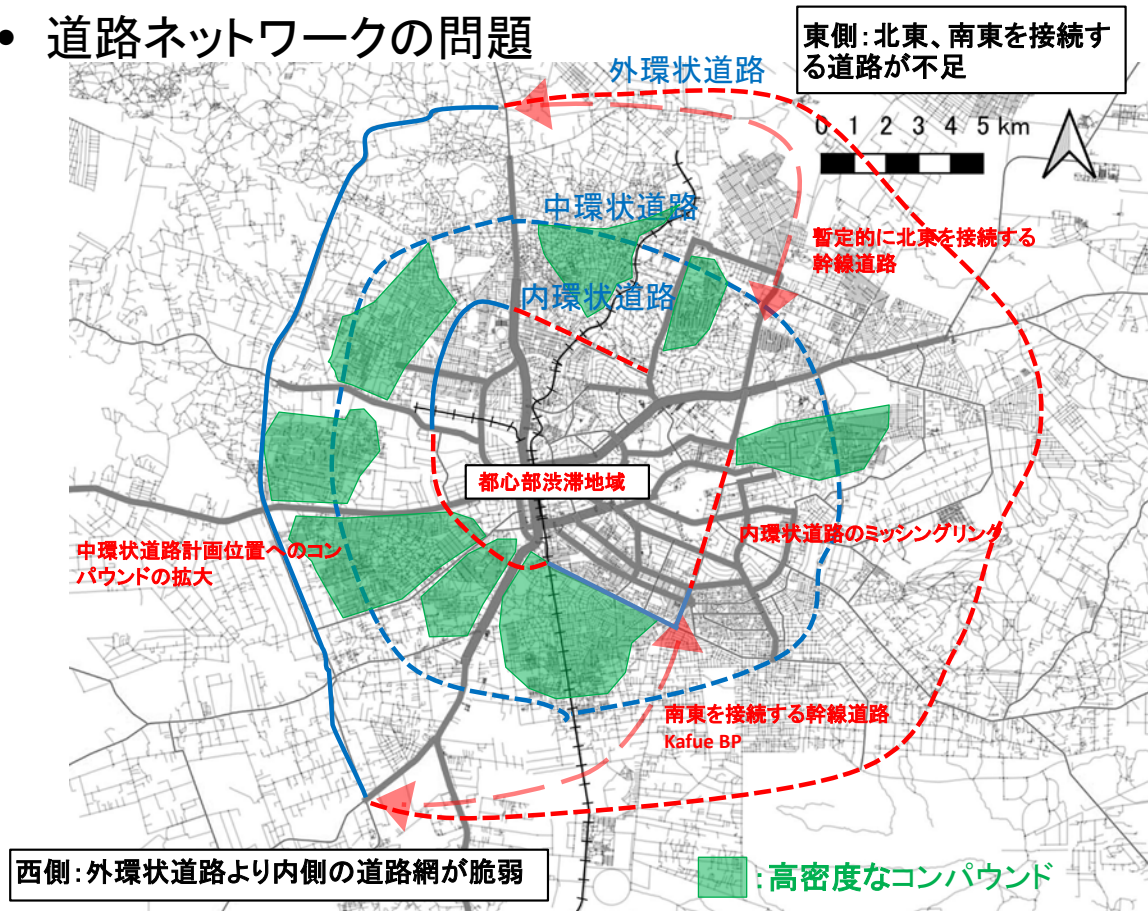 • 道路ネットワークの問題
東側：北東、南東を接続す
る道路が不足
外環状道路
0 1 2 3 4 5 km
中環状道路
暫定的に北東を接続する
幹線道路
内環状道路
都心部渋滞地域
内環状道路のミッシングリンク
中環状道路計画位置へのコン
パウンドの拡大
南東を接続する幹線道路
Kafue BP
西側：外環状道路より内側の道路網が脆弱
：高密度なコンパウンド